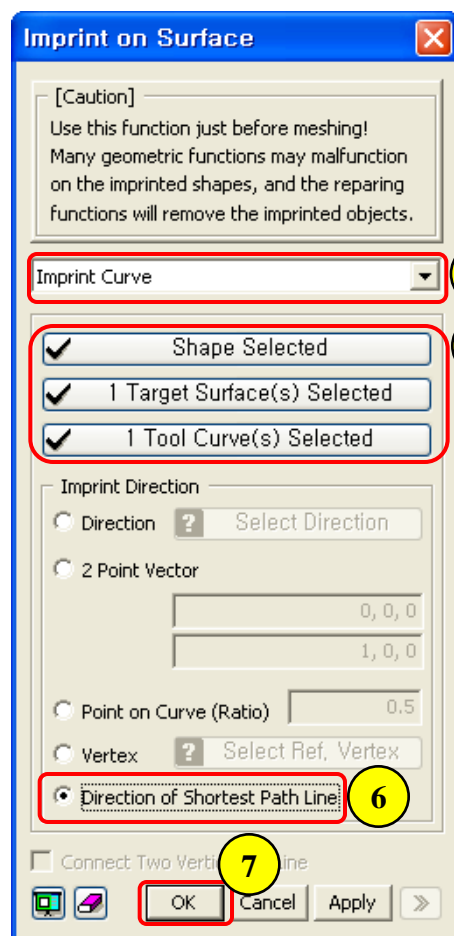 Imprint on Surface
[Caution]
Use this function just before meshing!
Many geometric functions may malfunction
on the imprinted shapes, and the reparing
functions will remove the imprinted objects.
Imprint Curve
Shape Selected
1 Target Surface(s) Selected
1 Tool Curve(s) Selected
Imprint Direction
Direction ? Select Direction
2 Point Vector
0, 0, 0
1, 0, 0
Point on Curve (Ratio) 0.5
Vertex ? Select Ref. Vertex
Direction of Shortest Path Line 6
Connect Two 7
OK Cancel Apply